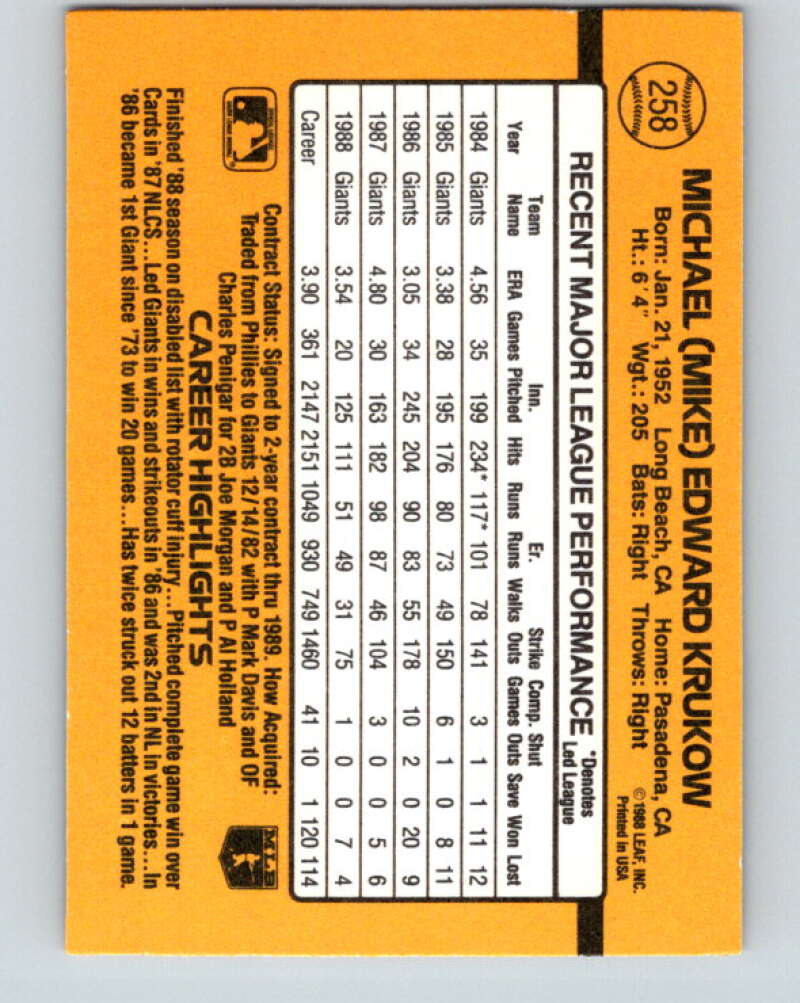 258
MICHAEL (MIKE) EDWARD KRUKOW
Born: Jan. 21, 1952 Long Beach, CA Home: Pasadena, CA
Ht.: 6'4" Wgt.: 205 Bats: Right Throws: Right
©1988 LEAF, INC.
Printed in USA
RECENT MAJOR LEAGUE PERFORMANCE *Denotes Led League
Team Inn. Er. Strike Comp. Shut
Year Name ERA Games Pitched Hits Runs Runs Walks Outs Games Outs Save Won Lost
1984 Giants 4.56 35 199 234* 117* 101 78 141 3 1 1 11 12
1985 Giants 3.38 28 195 176 80 73 49 150 6 1 0 8 11
1986 Giants 3.05 34 245 204 90 83 55 178 10 2 0 20 9
1987 Giants 4.80 30 163 182 98 87 46 104 3 0 0 5 6
1988 Giants 3.54 20 125 111 51 49 31 75 1 0 0 7 4
Career 3.90 361 2147 2151 1049 930 749 1460 41 10 1 120 114
Contract Status: Signed to 2-year contract thru 1989. How Acquired:
Traded from Phillies to Giants 12/14/82 with P Mark Davis and OF
Charles Penigar for 2B Joe Morgan and P Al Holland
MLB
CAREER HIGHLIGHTS
Finished '88 season on disabled list with rotator cuff injury...Pitched complete game win over
Cards in '87 NLCS...Led Giants in wins and strikeouts in '86 and was 2nd in NL in victories...In
'86 became 1st Giant since '73 to win 20 games...Has twice struck out 12 batters in 1 game.